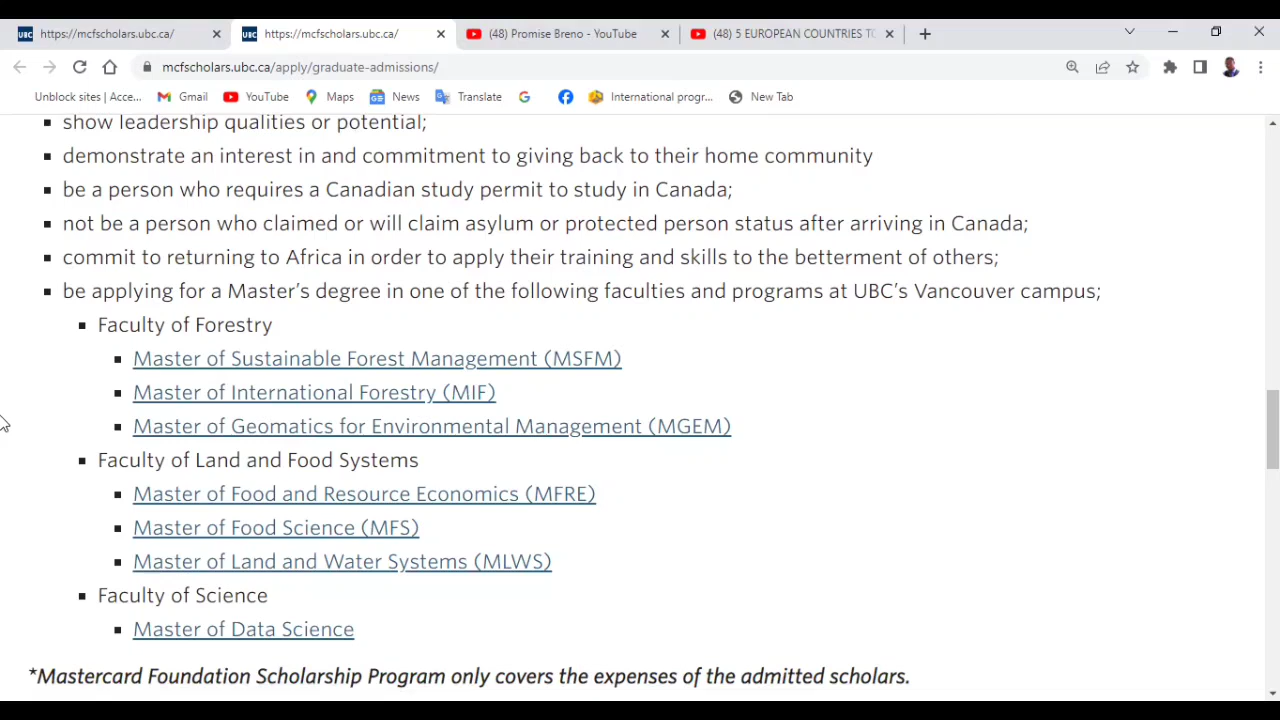 https://mcfscholars.ubc.ca/
https://mcfscholars.ubc.ca/
(48) Promise Breno - YouTube
(48) 5 EUROPEAN COUNTRIES TO
mcfscholars.ubc.ca/apply/graduate-admissions/
Unblock sites | Acce...
Gmail
YouTube
Maps
News
Translate
International progr...
New Tab
show leadership qualities or potential;
demonstrate an interest in and commitment to giving back to their home community
be a person who requires a Canadian study permit to study in Canada;
not be a person who claimed or will claim asylum or protected person status after arriving in Canada;
commit to returning to Africa in order to apply their training and skills to the betterment of others;
be applying for a Master’s degree in one of the following faculties and programs at UBC’s Vancouver campus;
Faculty of Forestry
Master of Sustainable Forest Management (MSFM)
Master of International Forestry (MIF)
Master of Geomatics for Environmental Management (MGEM)
Faculty of Land and Food Systems
Master of Food and Resource Economics (MFRE)
Master of Food Science (MFS)
Master of Land and Water Systems (MLWS)
Faculty of Science
Master of Data Science
*Mastercard Foundation Scholarship Program only covers the expenses of the admitted scholars.